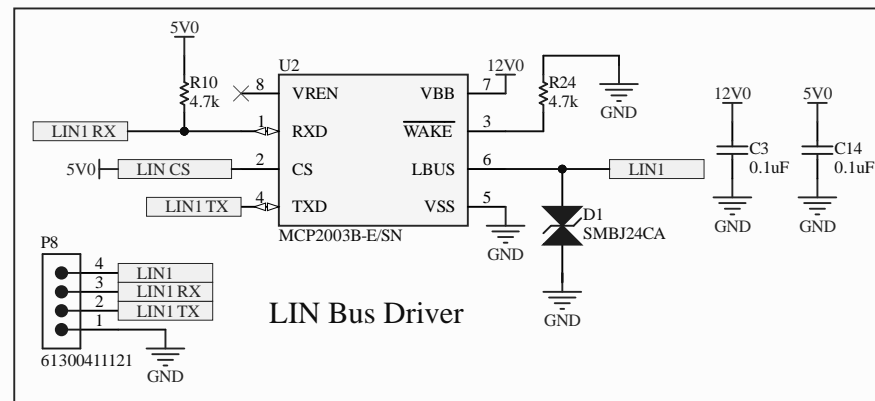 5V0
R10
4.7k
LIN1 RX
5V0
LIN CS
LIN1 TX
U2
8
VREN
1
RXD
2
CS
4
TXD
VBB
7
WAKE
3
LBUS
6
VSS
5
MCP2003B-E/SN
12V0
R24
4.7k
GND
LIN1
GND
D1
SMBJ24CA
GND
12V0
C3
0.1uF
GND
5V0
C14
0.1uF
GND
P8
4
LIN1
3
LIN1 RX
2
LIN1 TX
1
61300411121
GND
LIN Bus Driver